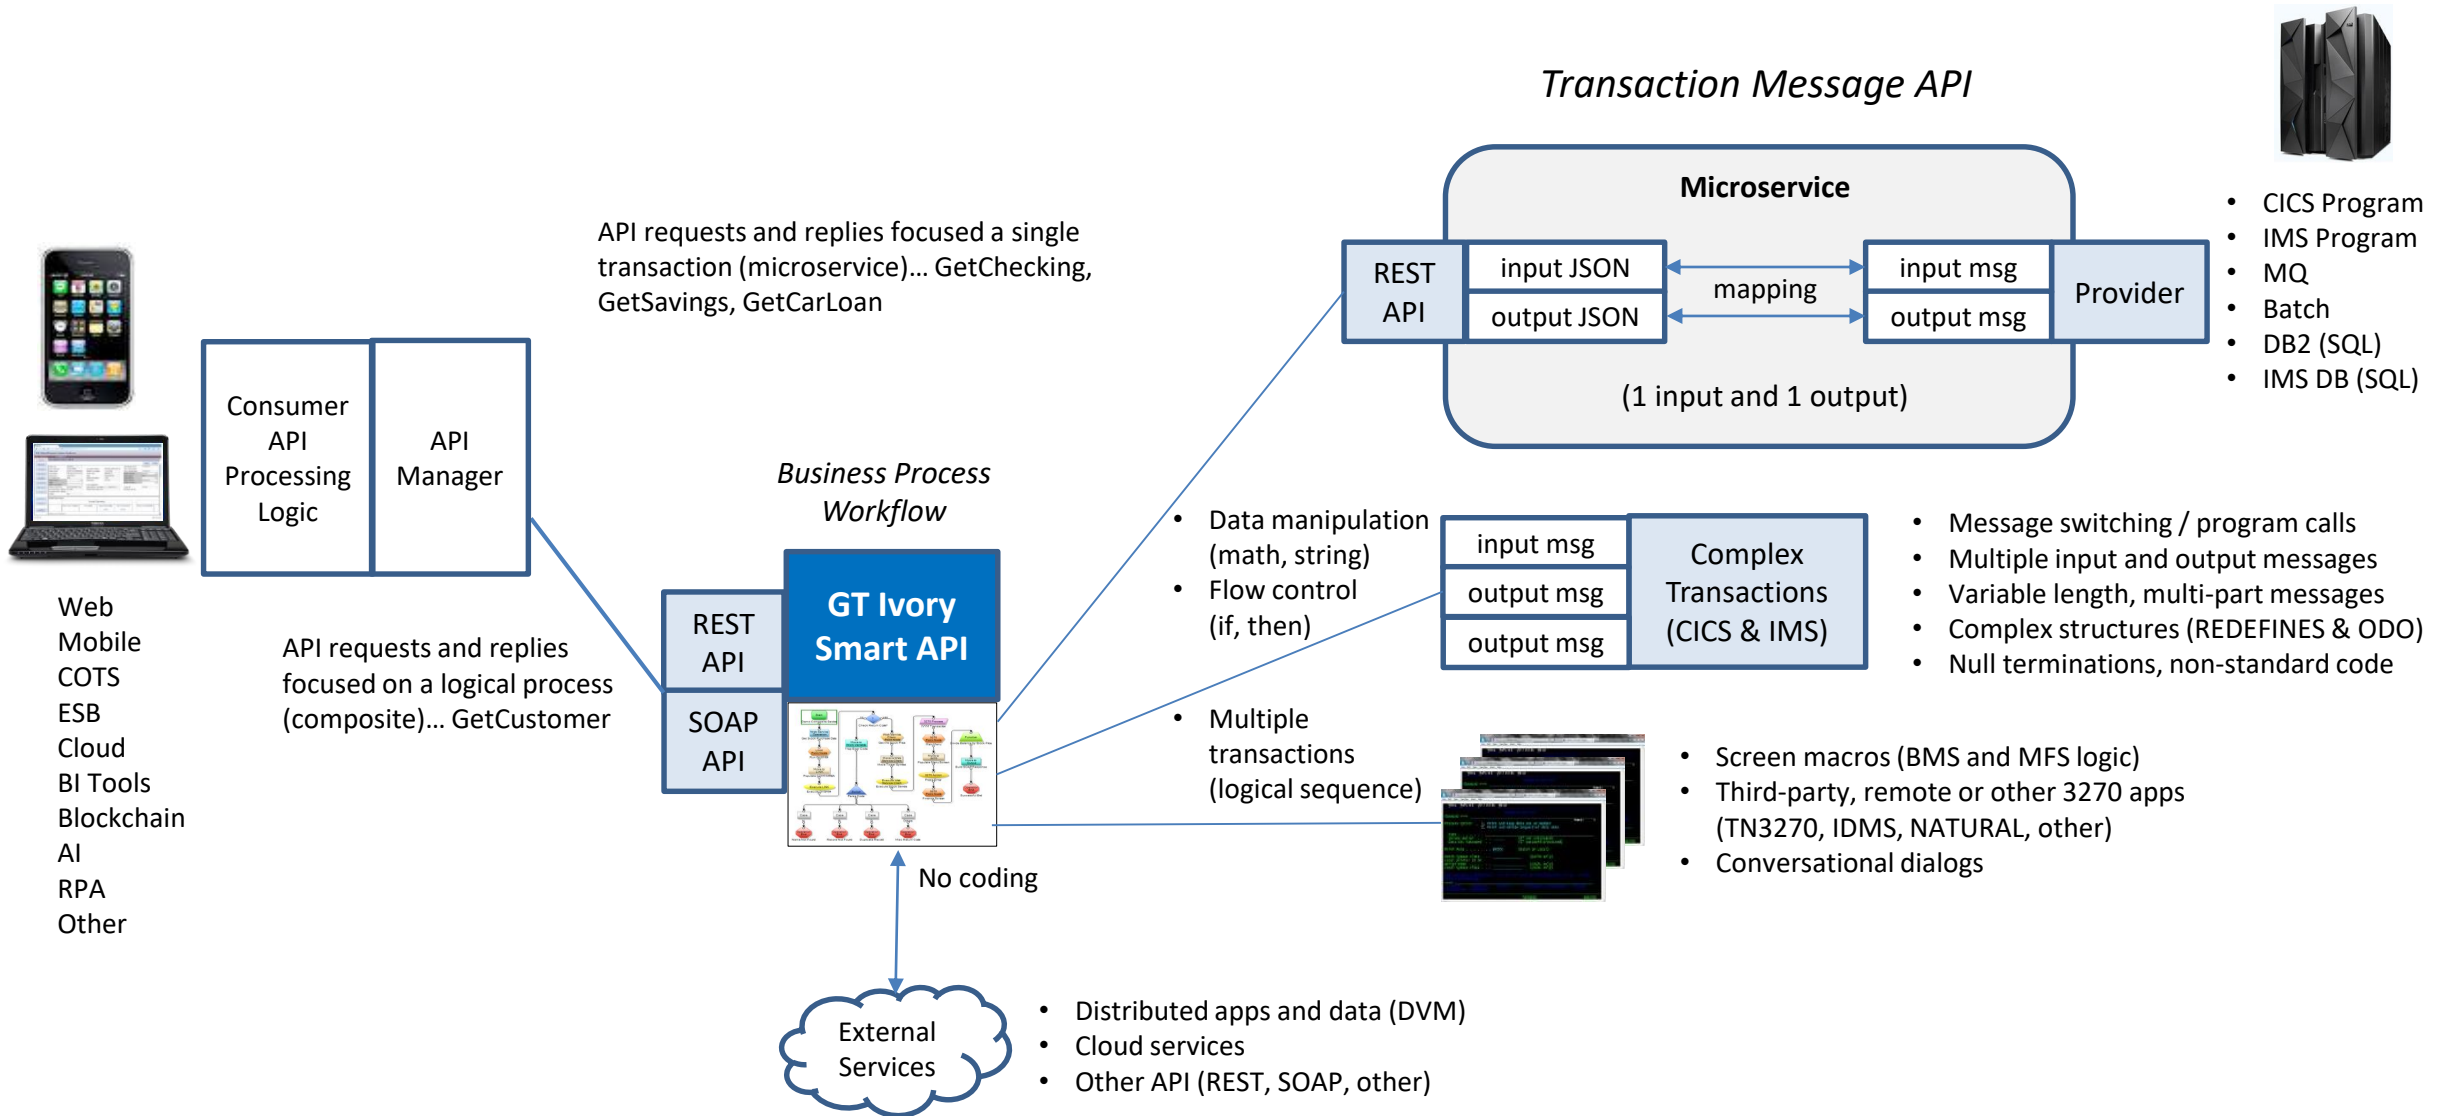 Transaction Message API
Microservice
REST
API
input JSON
output JSON
mapping
input msg
output msg
Provider
(1 input and 1 output)
• CICS Program
• IMS Program
• MQ
• Batch
• DB2 (SQL)
• IMS DB (SQL)
API requests and replies focused a single
transaction (microservice)... GetChecking,
GetSavings, GetCarLoan
Consumer
API
Processing
Logic
API
Manager
Web
Mobile
COTS
ESB
Cloud
BI Tools
Blockchain
AI
RPA
Other
API requests and replies
focused on a logical process
(composite)... GetCustomer
Business Process
Workflow
REST
API
SOAP
API
GT Ivory
Smart API
No coding
• Data manipulation
(math, string)
• Flow control
(if, then)
• Multiple
transactions
(logical sequence)
input msg
output msg
output msg
Complex
Transactions
(CICS & IMS)
• Message switching / program calls
• Multiple input and output messages
• Variable length, multi-part messages
• Complex structures (REDEFINES & ODO)
• Null terminations, non-standard code
• Screen macros (BMS and MFS logic)
• Third-party, remote or other 3270 apps
(TN3270, IDMS, NATURAL, other)
• Conversational dialogs
External
Services
• Distributed apps and data (DVM)
• Cloud services
• Other API (REST, SOAP, other)